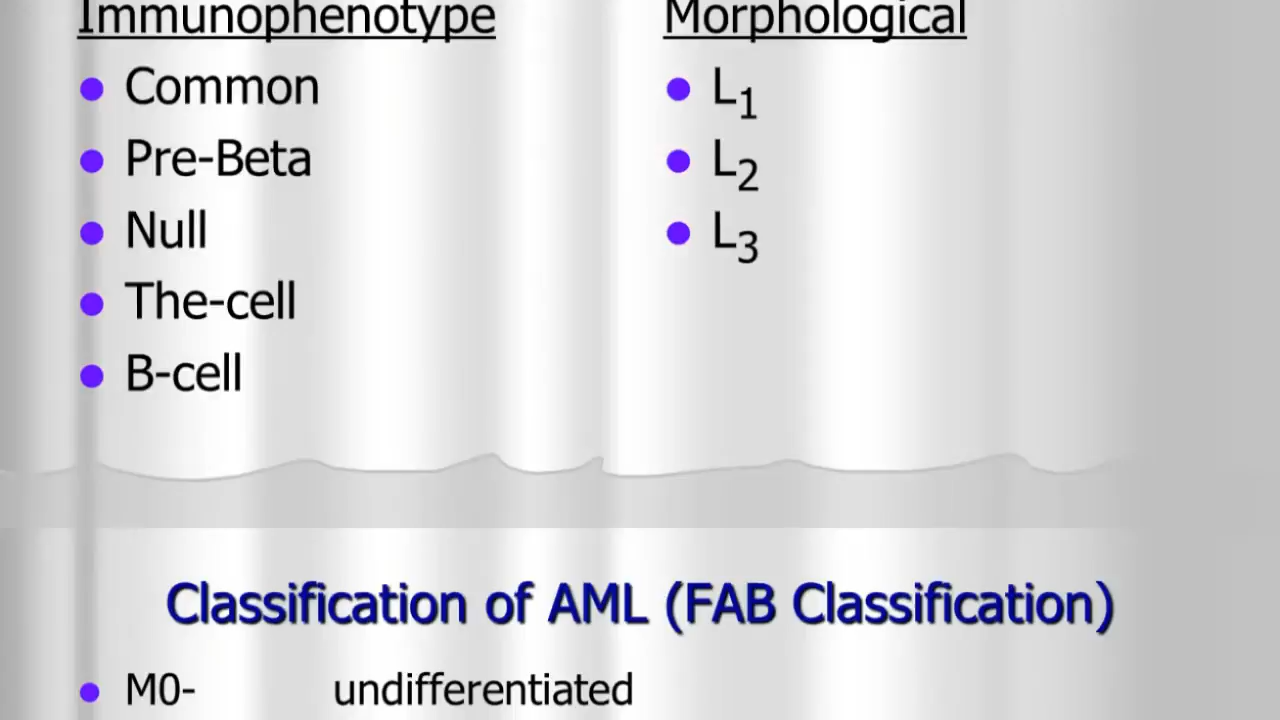 Immunophenotype
Common
Pre-Beta
Null
The-cell
B-cell
Morphological
L₁
L₂
L₃
Classification of AML (FAB Classification)
M0- undifferentiated